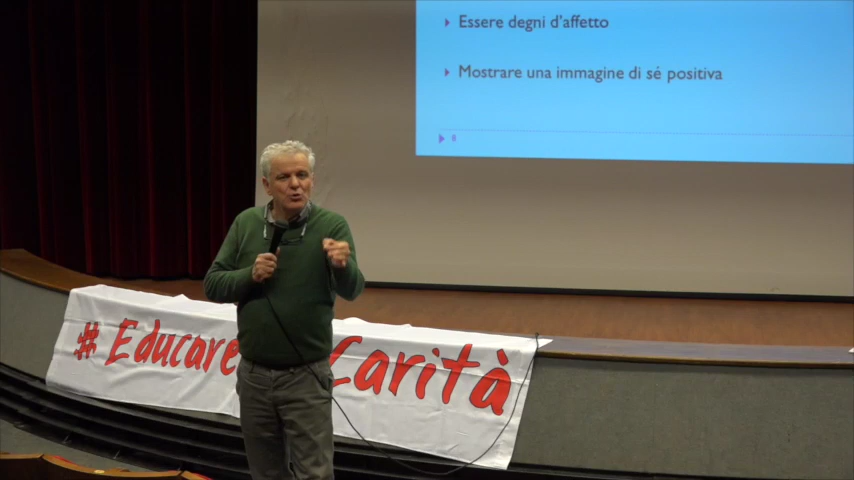 Essere degni d'affetto
Mostrare una immagine di sé positiva
# Educare Carità